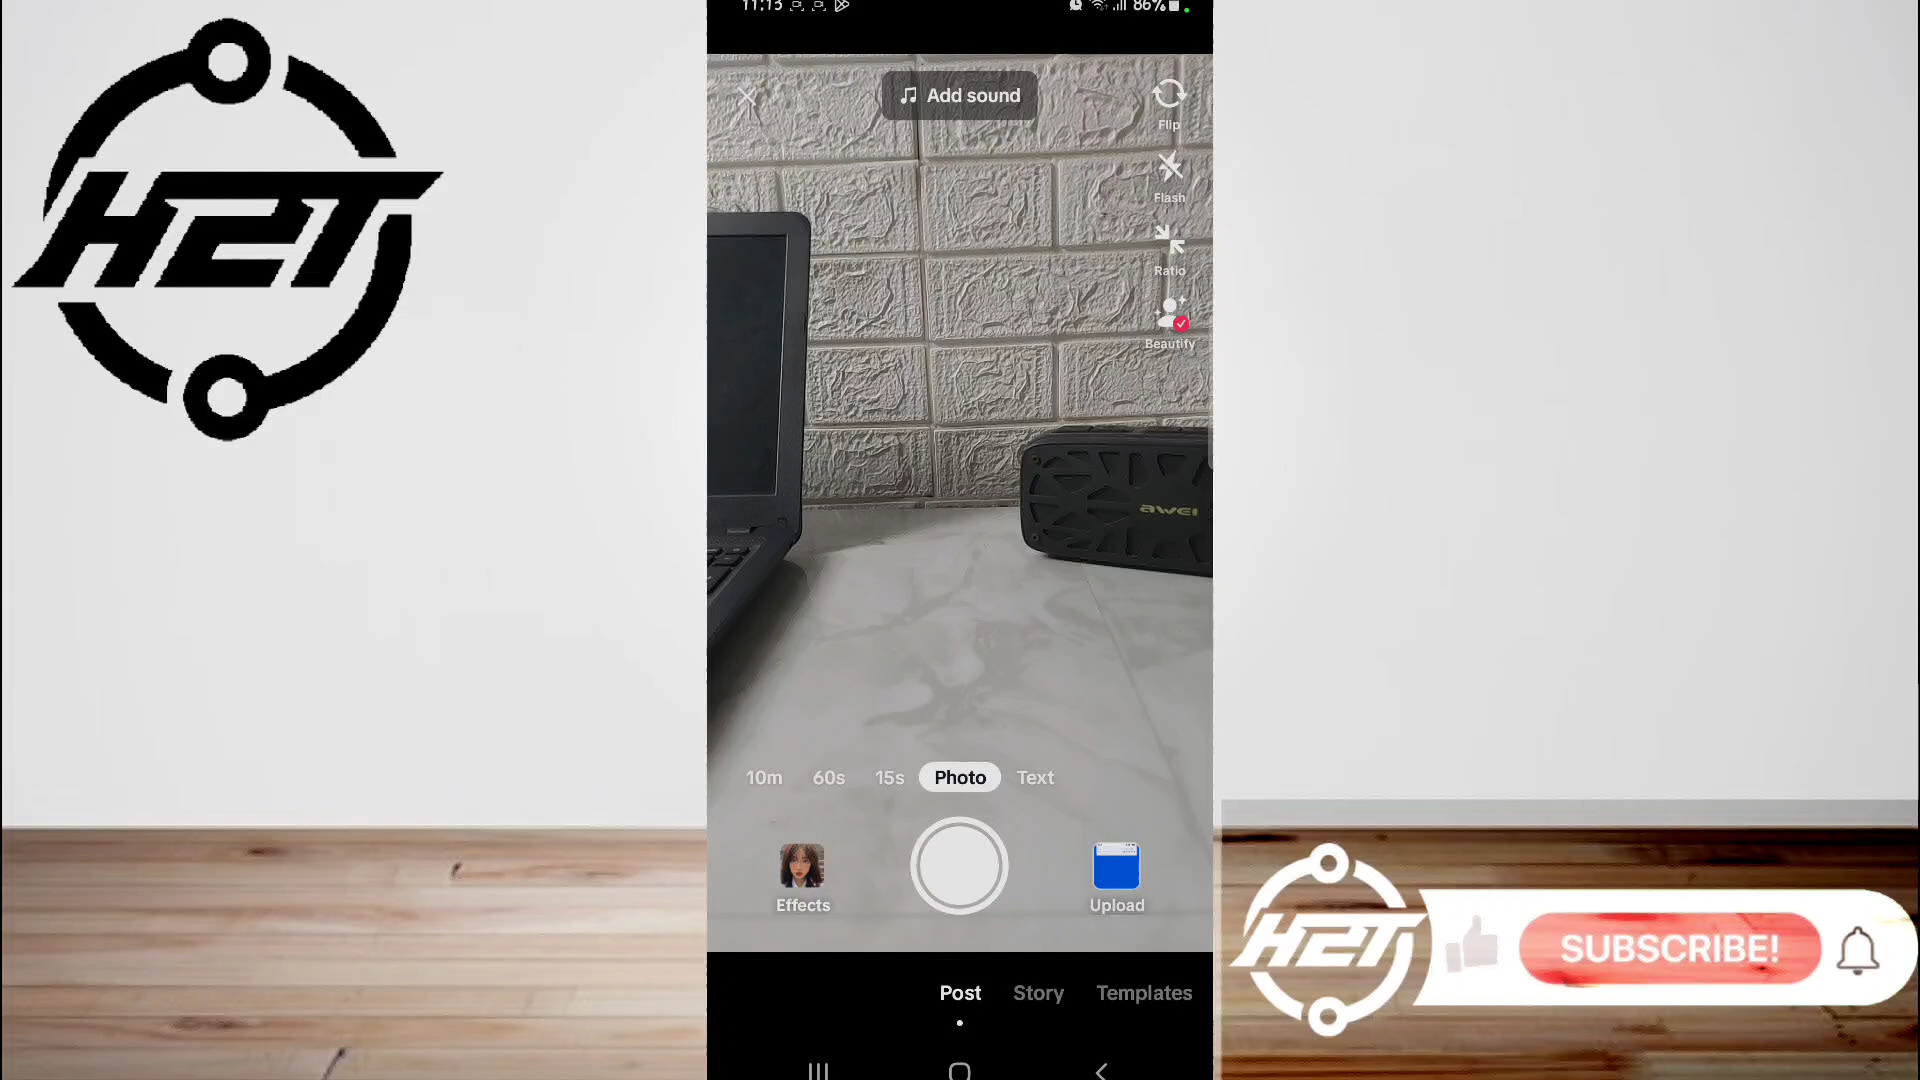 11:13
86%
H2T
Add sound
Flip
Flash
Ratio
Beautify
awei
10m 60s 15s Photo Text
Effects
Upload
Post Story Templates
H2T
SUBSCRIBE!